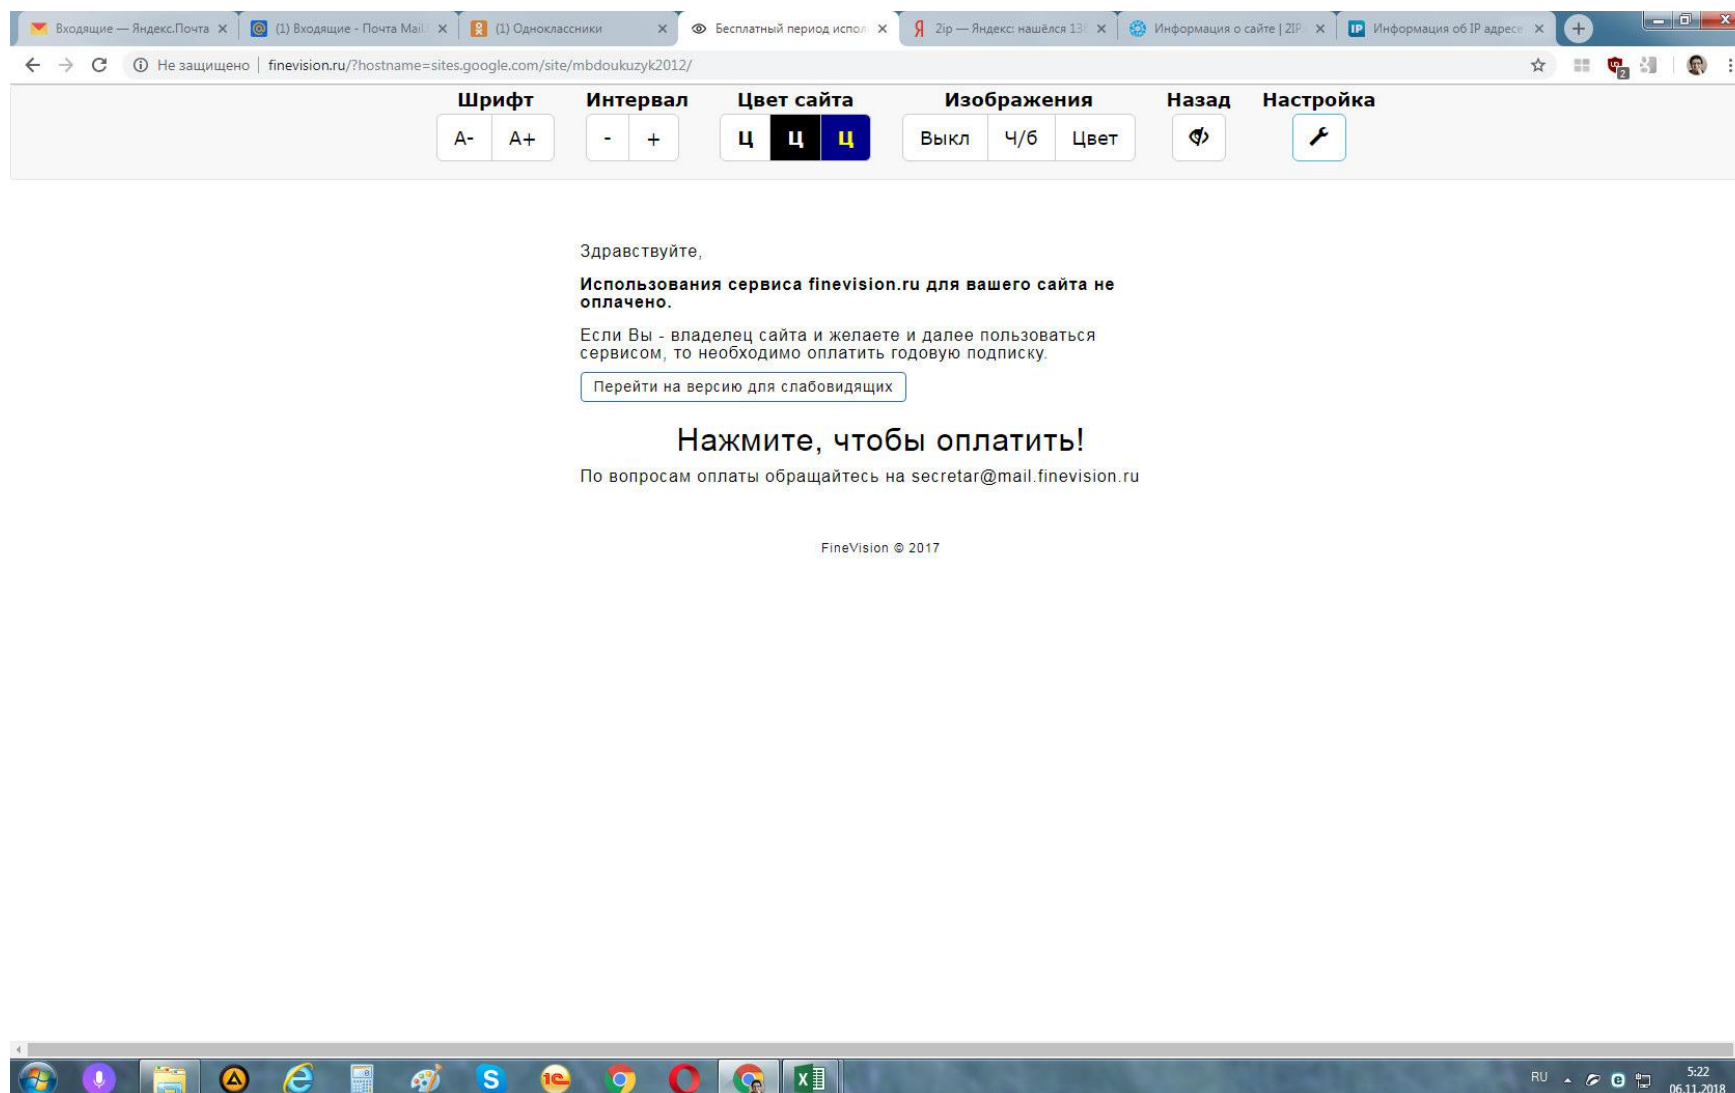 Входящие — Яндекс.Почта
(1) Входящие - Почта Mail.
(1) Одноклассники
Бесплатный период испол
2ip — Яндекс: нашёлся
Информация о сайте | 2IP
Информация об IP адресе
Не защищено | finevision.ru/?hostname=sites.google.com/site/mbdoukuzyk2012/
2
Шрифт Интервал Цвет сайта Изображения Назад Настройка
A- A+ - + Ц Ц Ц Выкл Ч/б Цвет
Здравствуйте,
Использования сервиса finevision.ru для вашего сайта не
оплачено.
Если Вы - владелец сайта и желаете и далее пользоваться
сервисом, то необходимо оплатить годовую подписку.
Перейти на версию для слабовидящих
Нажмите, чтобы оплатить!
По вопросам оплаты обращайтесь на secretar@mail.finevision.ru
FineVision © 2017
RU
5:22
06.11.2018